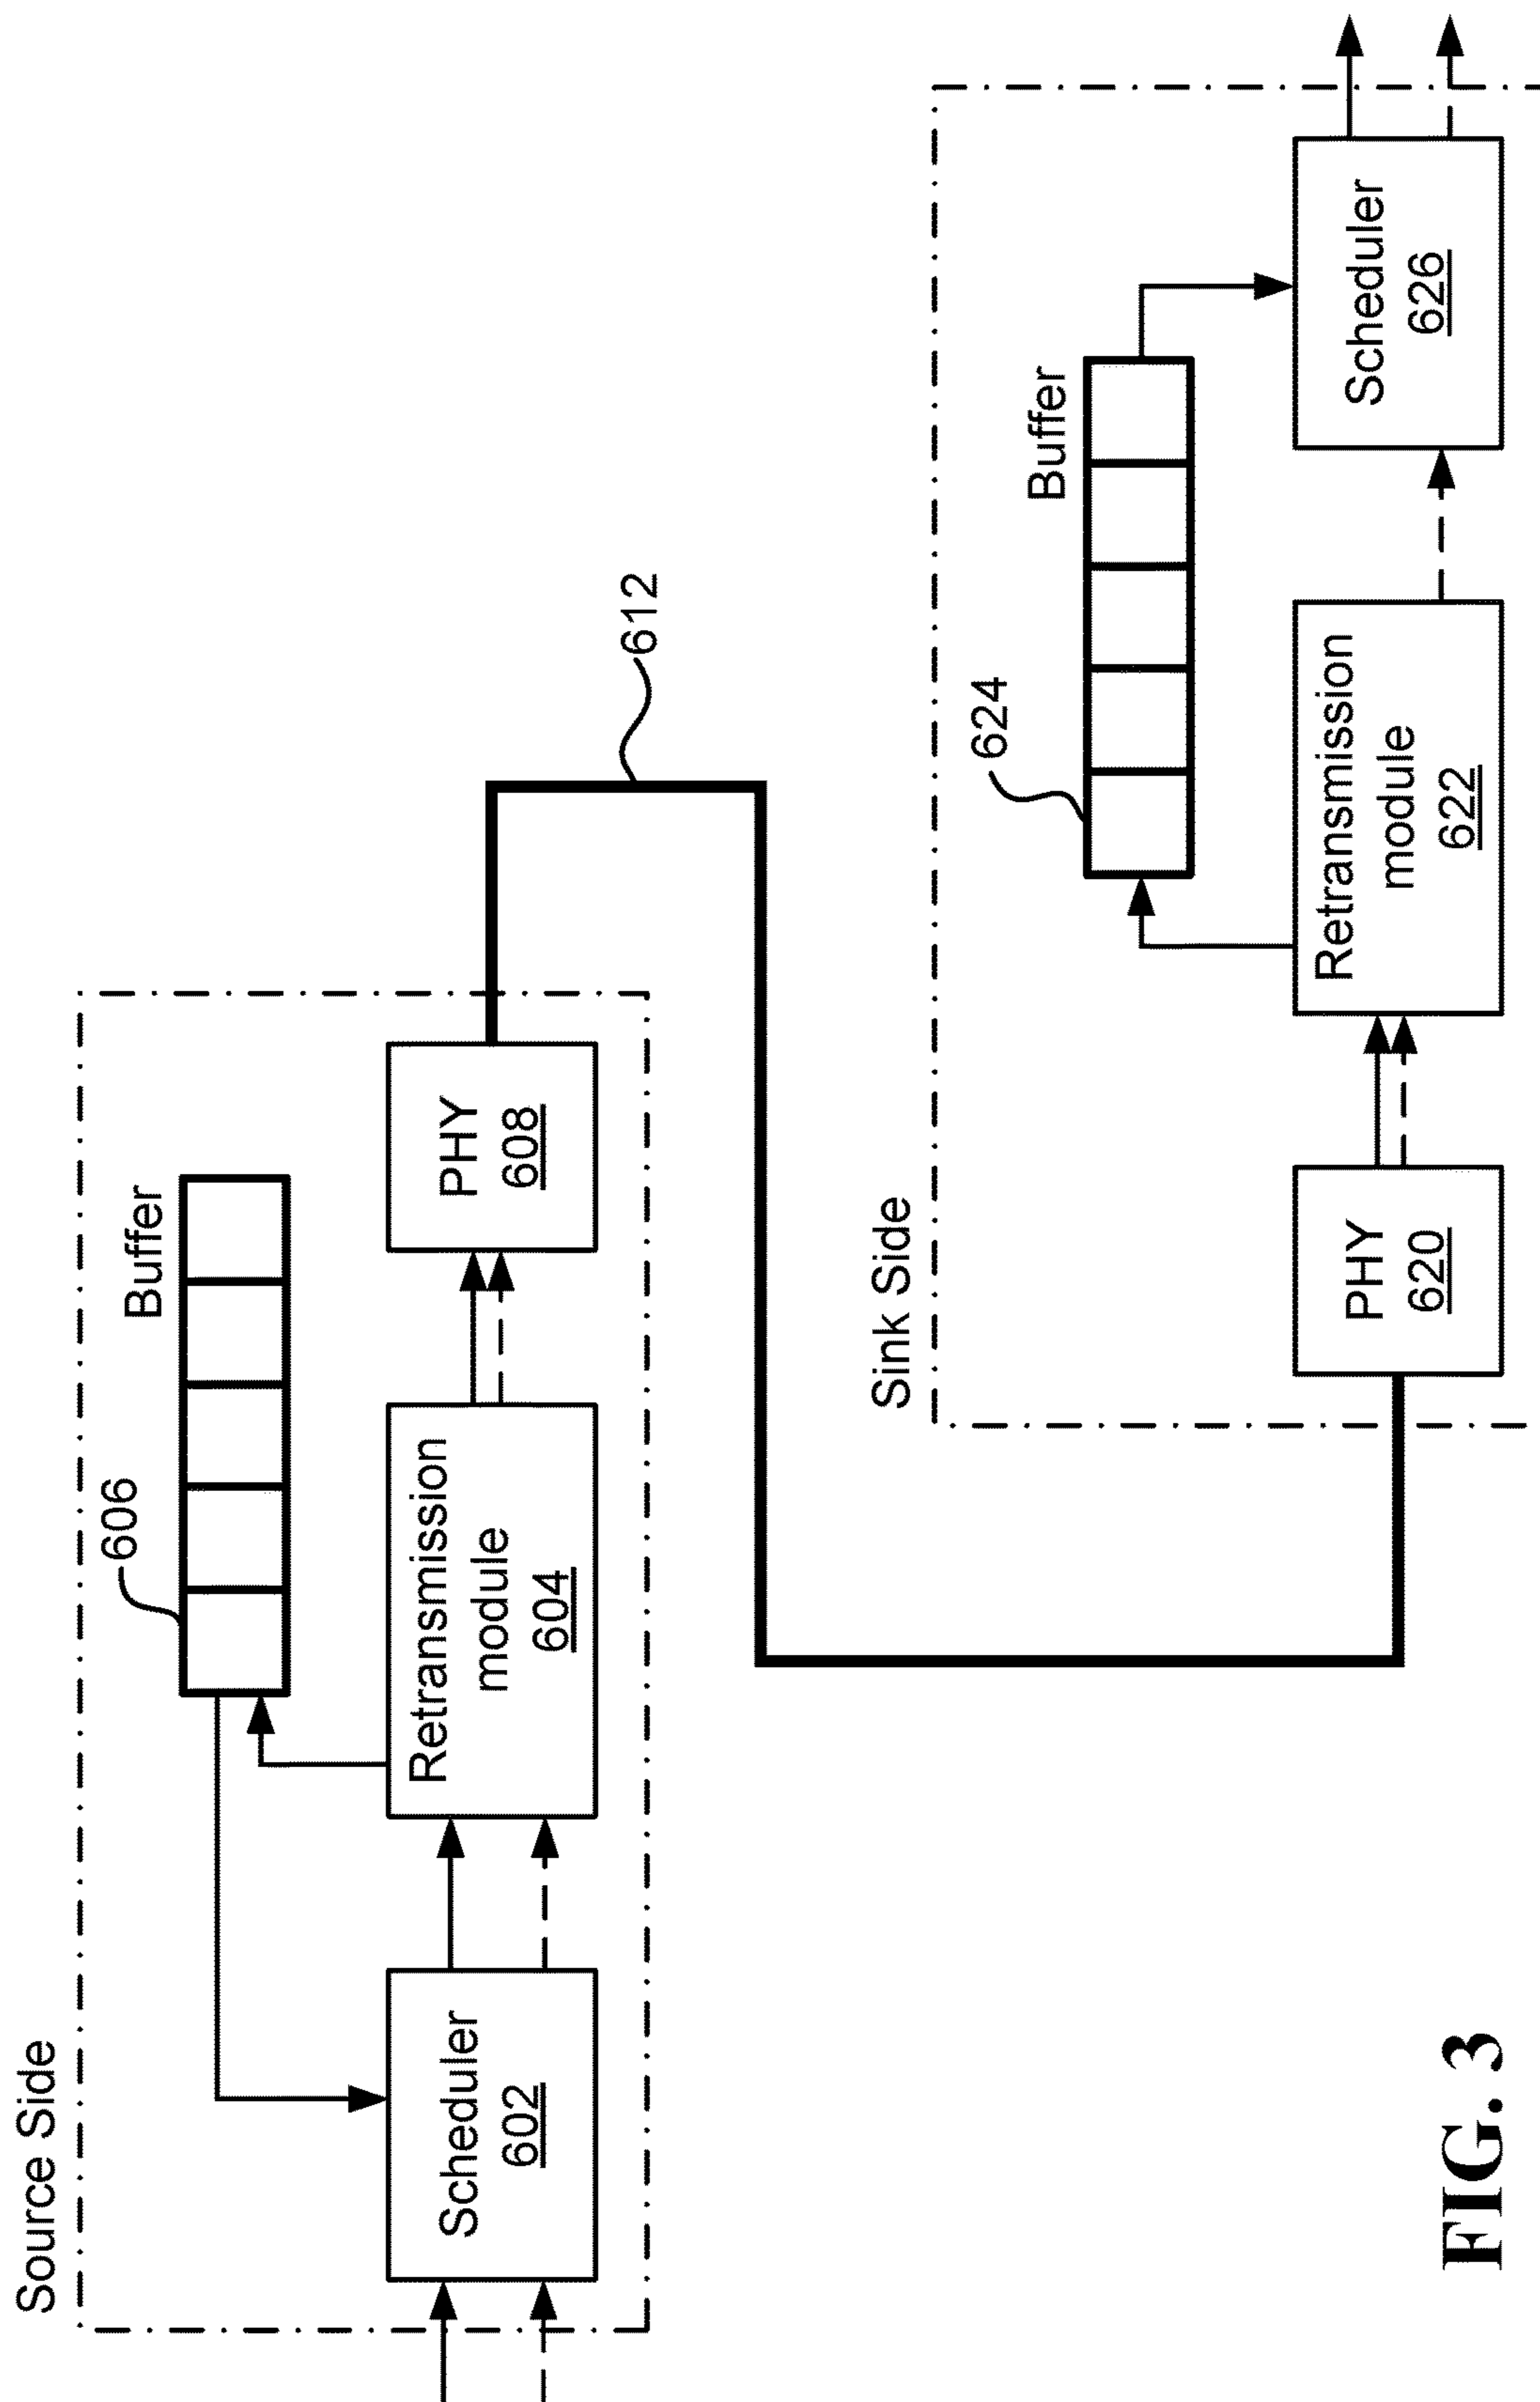 Source Side
606
Buffer
Scheduler
602
Retransmission
module
604
PHY
608
612
Sink Side
624
Buffer
PHY
620
Retransmission
module
622
Scheduler
626
FIG. 3